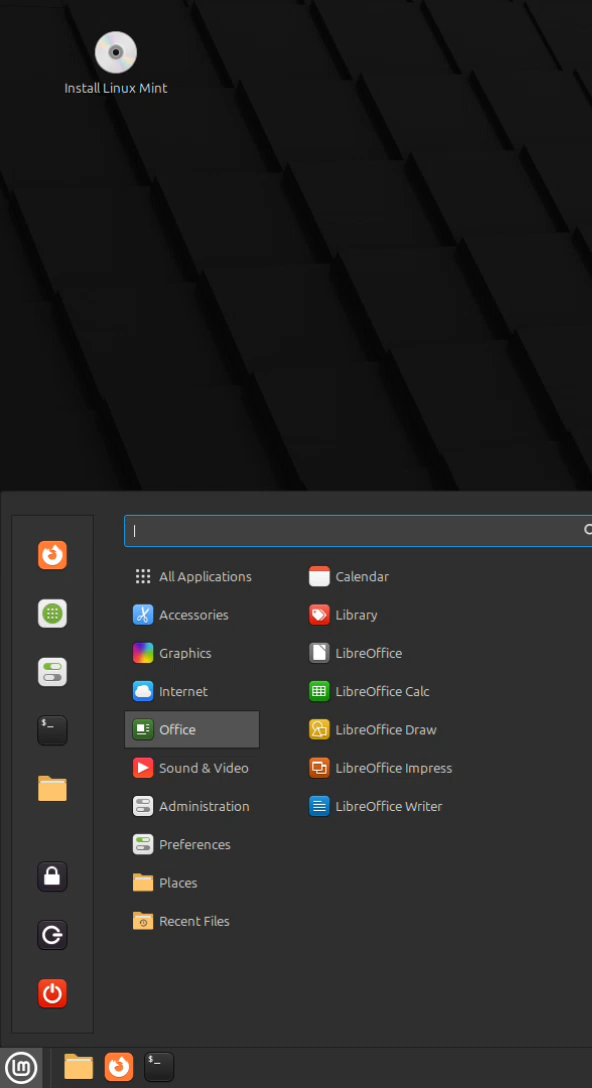 Install Linux Mint
All Applications
Accessories
Graphics
Internet
Office
Sound & Video
Administration
Preferences
Places
Recent Files
Calendar
Library
LibreOffice
LibreOffice Calc
LibreOffice Draw
LibreOffice Impress
LibreOffice Writer
$_
$_